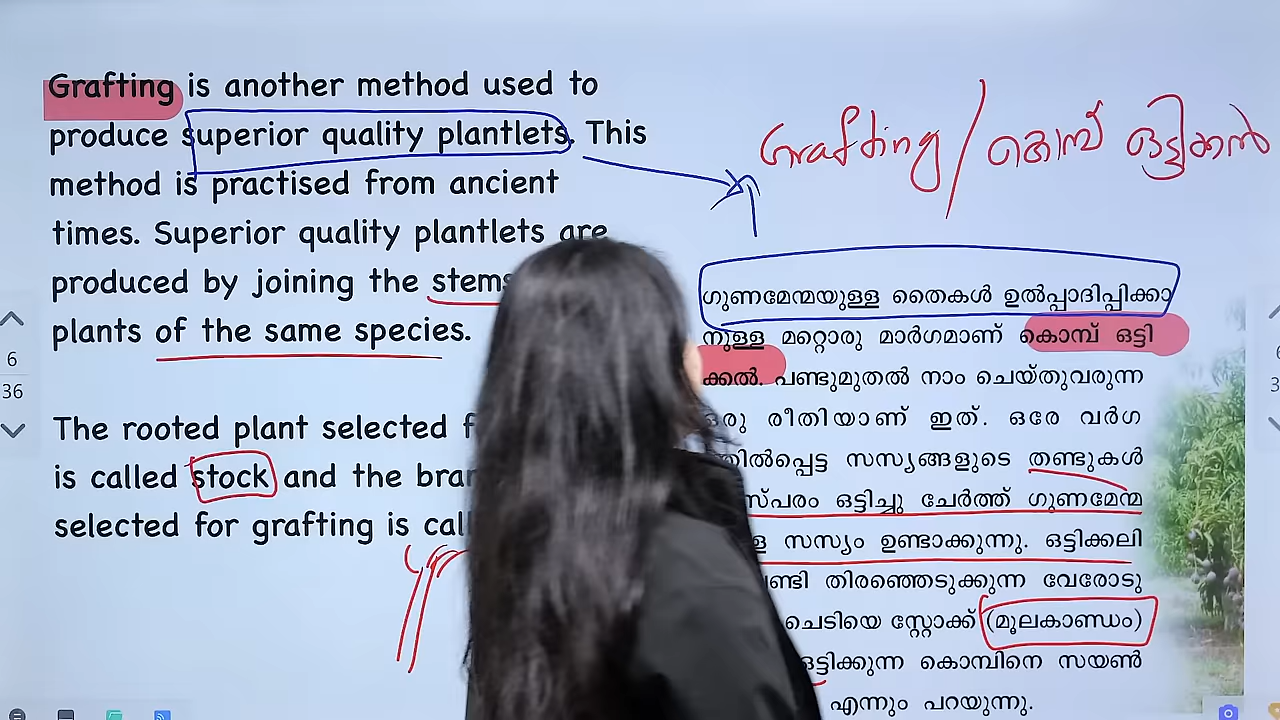 Grafting is another method used to
produce superior quality plantlets. This
method is practised from ancient
times. Superior quality plantlets are
produced by joining the stems
plants of the same species.
The rooted plant selected
is called stock and the
selected for grafting is
Grafting / കൊമ്പ് ഒട്ടിക്കൽ
ഗുണമേന്മയുള്ള തൈകൾ ഉൽപ്പാദിപ്പിക്കാ
നുള്ള മറ്റൊരു മാർഗമാണ് കൊമ്പ് ഒട്ടി
ക്കൽ. പണ്ടുമുതൽ നാം ചെയ്തുവരുന്ന
ഒരു രീതിയാണ് ഇത്. ഒരേ വർഗ
ത്തിൽപ്പെട്ട സസ്യങ്ങളുടെ തണ്ടുകൾ
ഒട്ടിച്ചു ചേർത്ത് ഗുണമേന്മ
സസ്യം ഉണ്ടാക്കുന്നു. ഒട്ടിക്കലി
തിരഞ്ഞെടുക്കുന്ന വേരോടു
ചെടിയെ സ്റ്റോക്ക് (മൂലകാണ്ഡം)
ഒട്ടിക്കുന്ന കൊമ്പിനെ സയൺ
എന്നും പറയുന്നു.
6
36